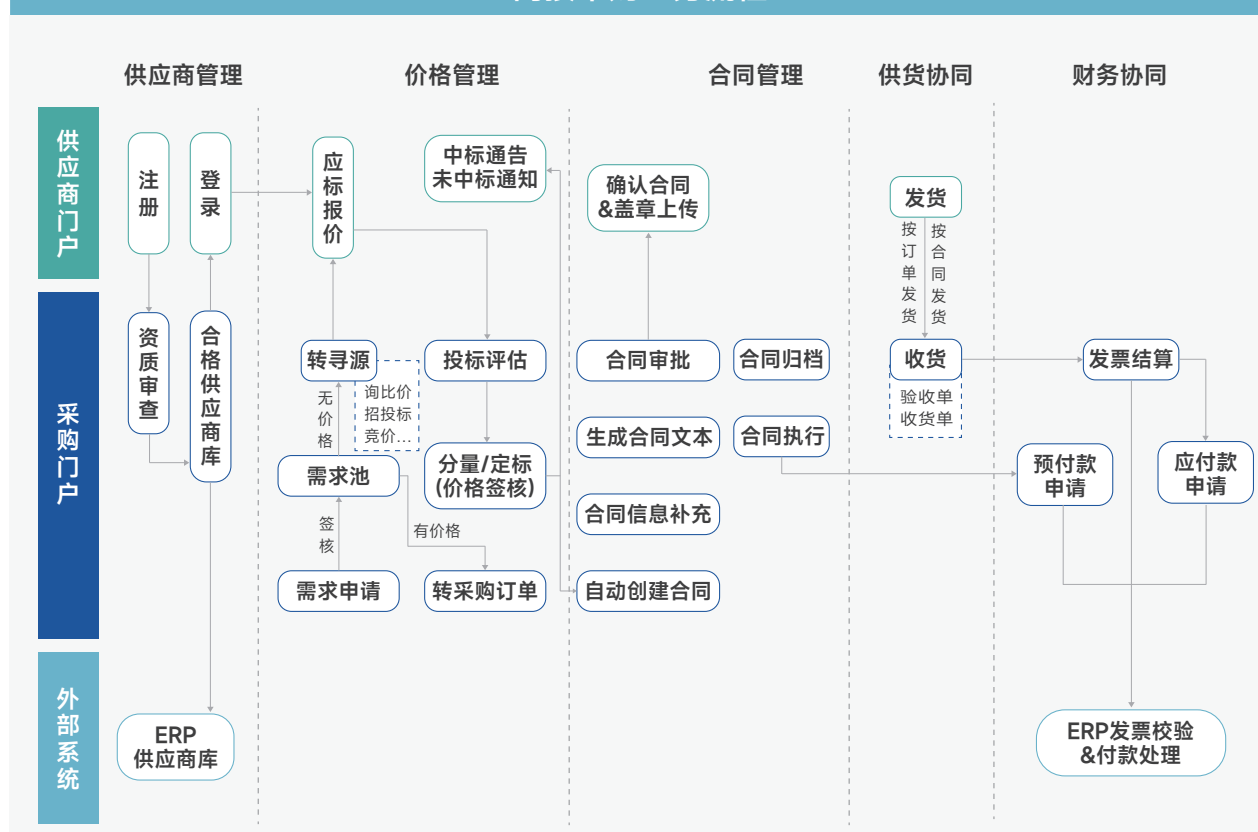 供应商管理
价格管理
合同管理
供货协同
财务协同
供应商门户
注册
登录
应标报价
中标通告
未中标通知
确认合同
&盖章上传
发货
按订单发货
按合同发货
采购门户
资质审查
合格供应商库
转寻源
询比价
招投标
竞价...
无价格
需求池
签核
有价格
需求申请
投标评估
分量/定标
(价格签核)
转采购订单
合同审批
合同归档
生成合同文本
合同执行
合同信息补充
自动创建合同
收货
验收单
收货单
发票结算
预付款
申请
应付款
申请
外部系统
ERP
供应商库
ERP发票校验
&付款处理